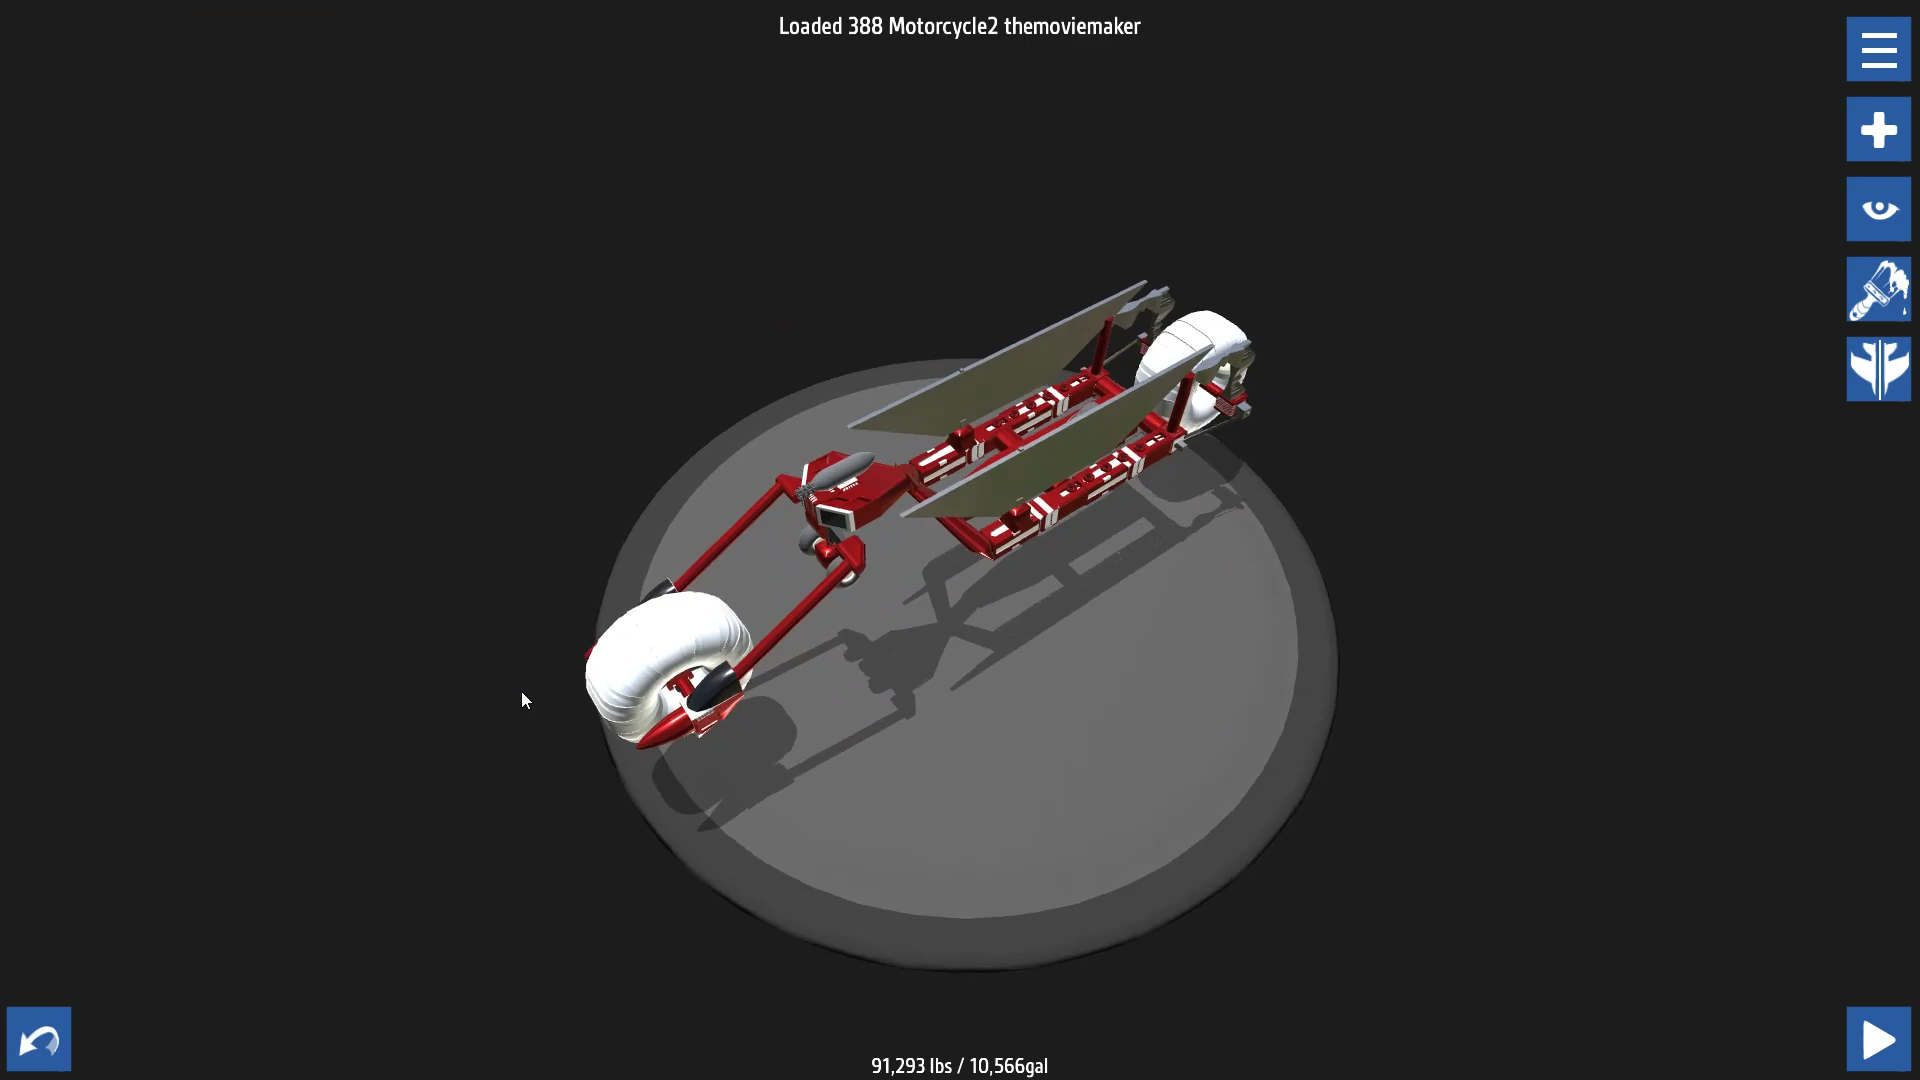 Loaded 388 Motorcycle2 themoviemaker
91,293 lbs / 10,566gal